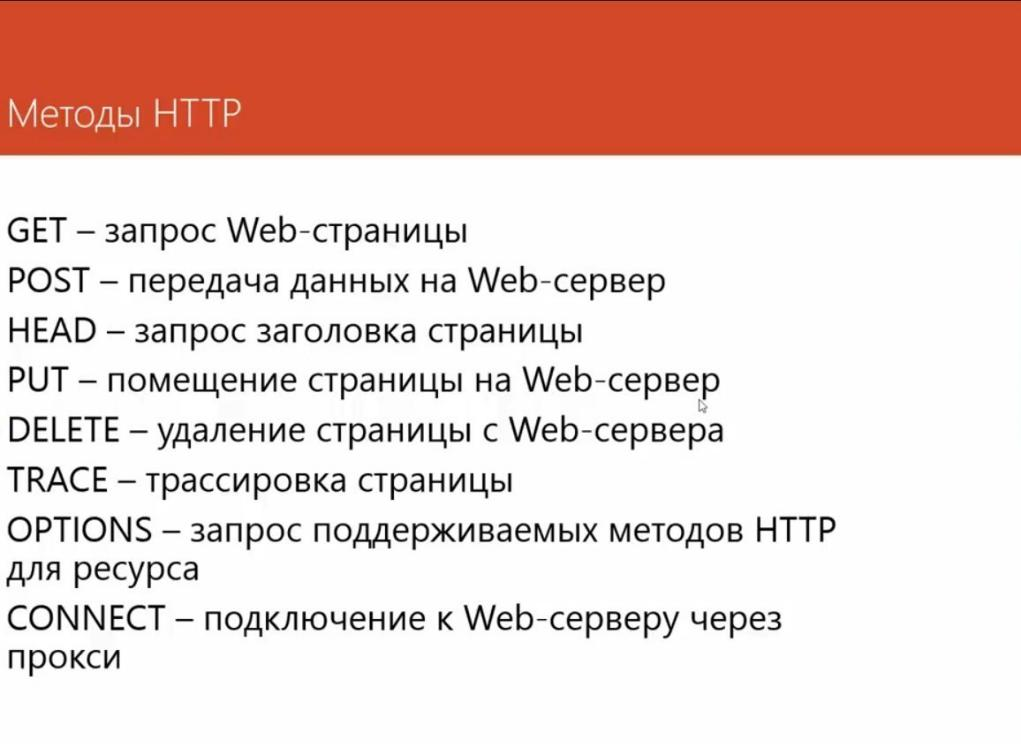 Методы HTTP
GET – запрос Web-страницы
POST – передача данных на Web-сервер
HEAD – запрос заголовка страницы
PUT – помещение страницы на Web-сервер
DELETE – удаление страницы с Web-сервера
TRACE – трассировка страницы
OPTIONS – запрос поддерживаемых методов HTTP
для ресурса
CONNECT – подключение к Web-серверу через
прокси